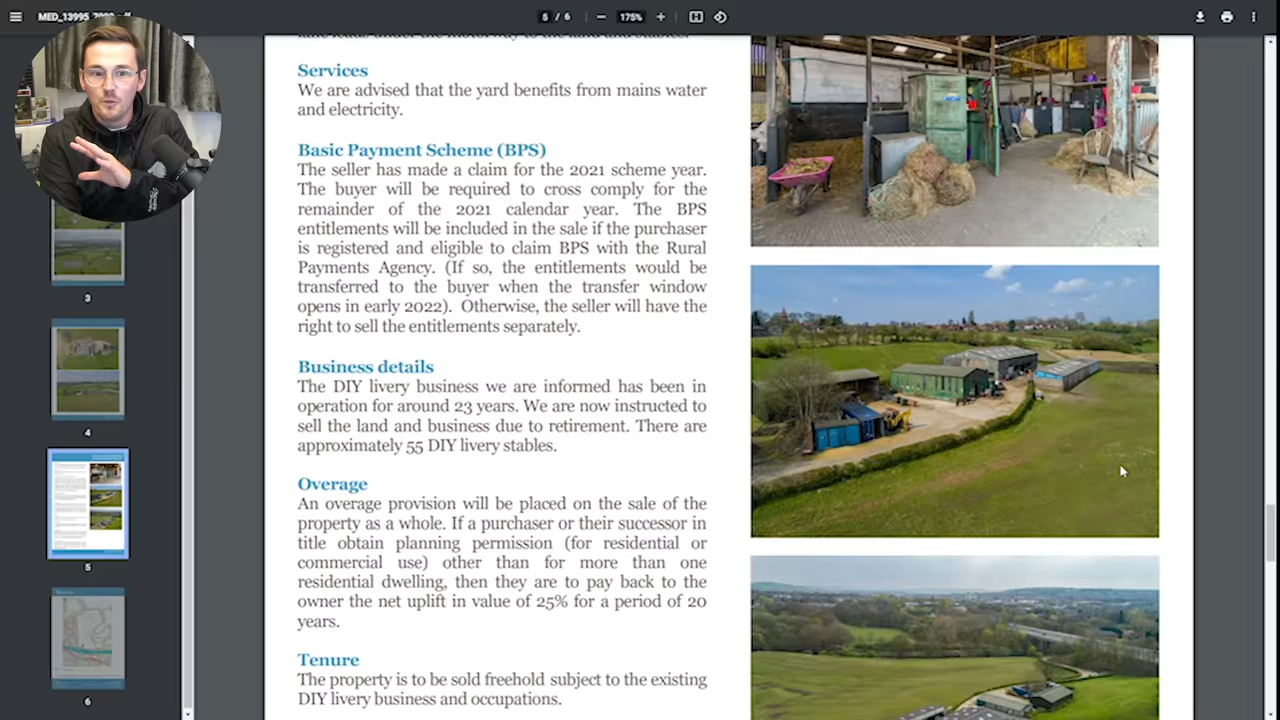 5 / 6
175%
Services
We are advised that the yard benefits from mains water
and electricity.
Basic Payment Scheme (BPS)
The seller has made a claim for the 2021 scheme year.
The buyer will be required to cross comply for the
remainder of the 2021 calendar year. The BPS
entitlements will be included in the sale if the purchaser
is registered and eligible to claim BPS with the Rural
Payments Agency. (If so, the entitlements would be
transferred to the buyer when the transfer window
opens in early 2022). Otherwise, the seller will have the
right to sell the entitlements separately.
Business details
The DIY livery business we are informed has been in
operation for around 23 years. We are now instructed to
sell the land and business due to retirement. There are
approximately 55 DIY livery stables.
Overage
An overage provision will be placed on the sale of the
property as a whole. If a purchaser or their successor in
title obtain planning permission (for residential or
commercial use) other than for more than one
residential dwelling, then they are to pay back to the
owner the net uplift in value of 25% for a period of 20
years.
Tenure
The property is to be sold freehold subject to the existing
DIY livery business and occupations.
3
4
5
6